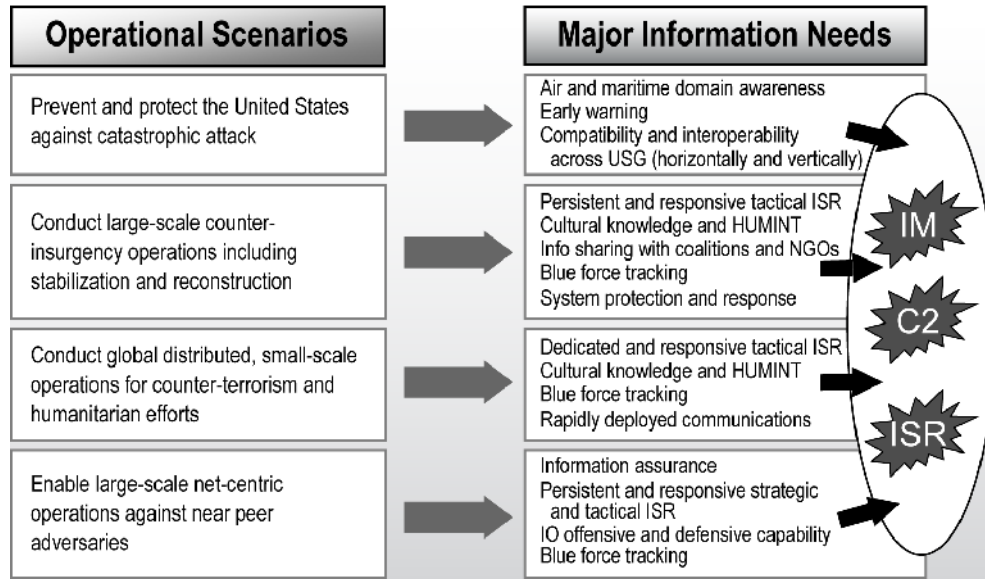 Operational Scenarios
Major Information Needs
Prevent and protect the United States
against catastrophic attack
Air and maritime domain awareness
Early warning
Compatibility and interoperability
across USG (horizontally and vertically)
Conduct large-scale counter-
insurgency operations including
stabilization and reconstruction
Persistent and responsive tactical ISR
Cultural knowledge and HUMINT
Info sharing with coalitions and NGOs
Blue force tracking
System protection and response
Conduct global distributed, small-scale
operations for counter-terrorism and
humanitarian efforts
Dedicated and responsive tactical ISR
Cultural knowledge and HUMINT
Blue force tracking
Rapidly deployed communications
Enable large-scale net-centric
operations against near peer
adversaries
Information assurance
Persistent and responsive strategic
and tactical ISR
IO offensive and defensive capability
Blue force tracking
IM
C2
ISR